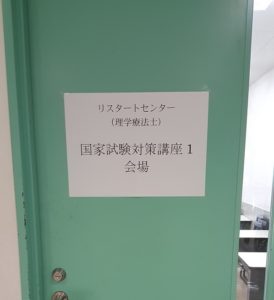 リスタートセンター
（理学療法士）
国家試験対策講座１
会場